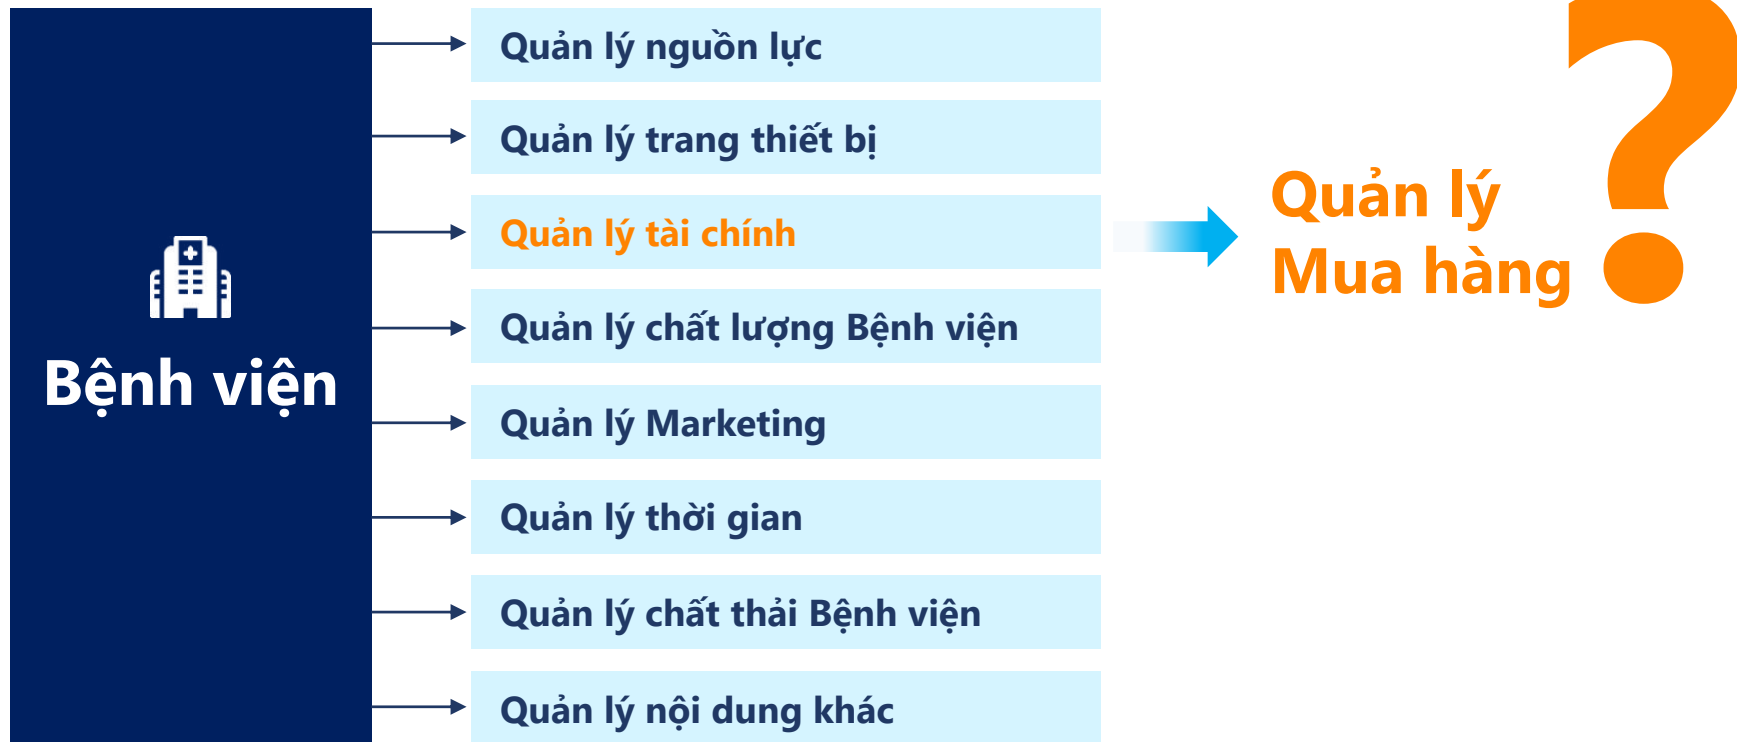 Bệnh viện
Quản lý nguồn lực
Quản lý trang thiết bị
Quản lý tài chính
Quản lý chất lượng Bệnh viện
Quản lý Marketing
Quản lý thời gian
Quản lý chất thải Bệnh viện
Quản lý nội dung khác
Quản lý
Mua hàng
?